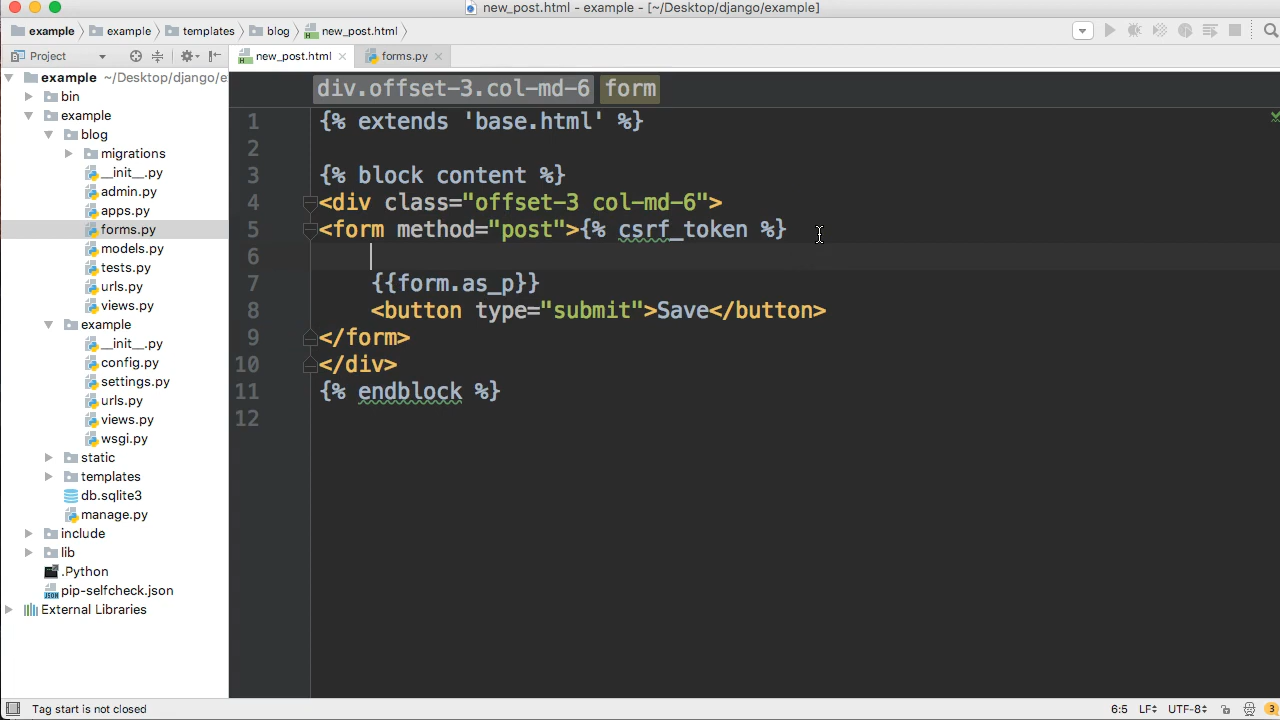 new_post.html - example - [~/Desktop/django/example]
example example templates blog new_post.html
Project
new_post.html forms.py
example ~/Desktop/django/e
bin
example
blog
migrations
__init__.py
admin.py
apps.py
forms.py
models.py
tests.py
urls.py
views.py
example
__init__.py
config.py
settings.py
urls.py
views.py
wsgi.py
static
templates
db.sqlite3
manage.py
include
lib
.Python
JSON pip-selfcheck.json
External Libraries
div.offset-3.col-md-6 form
1 {% extends 'base.html' %}
2
3 {% block content %}
4 <div class="offset-3 col-md-6">
5 <form method="post">{% csrf_token %}
6
7 {{form.as_p}}
8 <button type="submit">Save</button>
9 </form>
10 </div>
11 {% endblock %}
12
Tag start is not closed
6:5 LF UTF-8 3